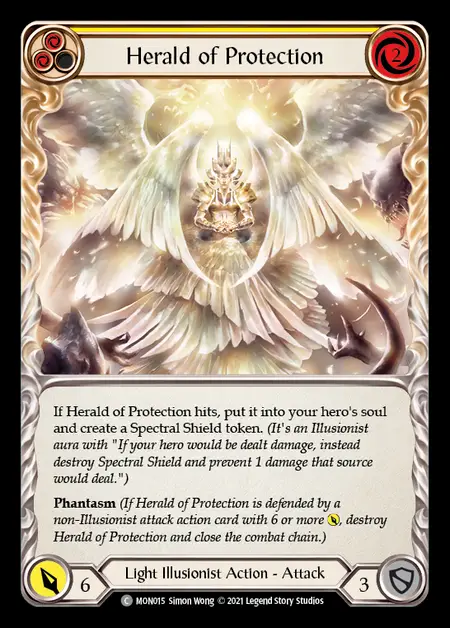 Herald of Protection
2
If Herald of Protection hits, put it into your hero's soul
and create a Spectral Shield token. (It's an Illusionist
aura with "If your hero would be dealt damage, instead
destroy Spectral Shield and prevent 1 damage that source
would deal.")
Phantasm (If Herald of Protection is defended by a
non-Illusionist attack action card with 6 or more , destroy
Herald of Protection and close the combat chain.)
6
Light Illusionist Action - Attack
3
C MON015 Simon Wong © 2021 Legend Story Studios